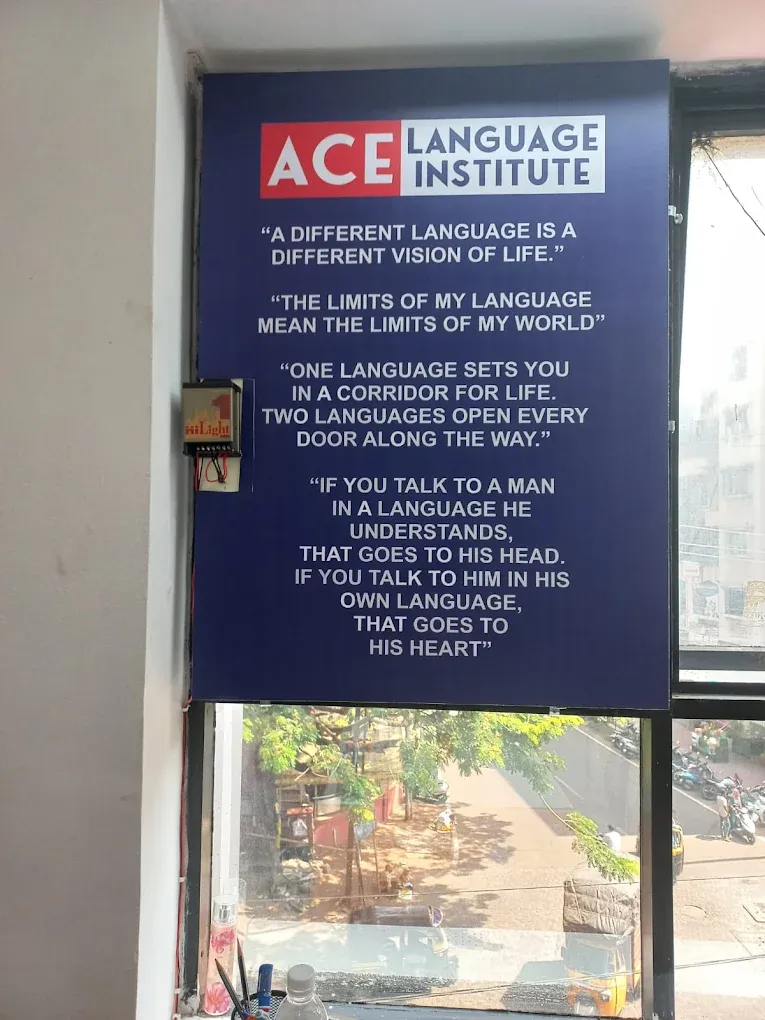 ACE LANGUAGE
INSTITUTE
“A DIFFERENT LANGUAGE IS A
DIFFERENT VISION OF LIFE.”
“THE LIMITS OF MY LANGUAGE
MEAN THE LIMITS OF MY WORLD”
“ONE LANGUAGE SETS YOU
IN A CORRIDOR FOR LIFE.
TWO LANGUAGES OPEN EVERY
DOOR ALONG THE WAY.”
“IF YOU TALK TO A MAN
IN A LANGUAGE HE
UNDERSTANDS,
THAT GOES TO HIS HEAD.
IF YOU TALK TO HIM IN HIS
OWN LANGUAGE,
THAT GOES TO
HIS HEART”
1
HiLight